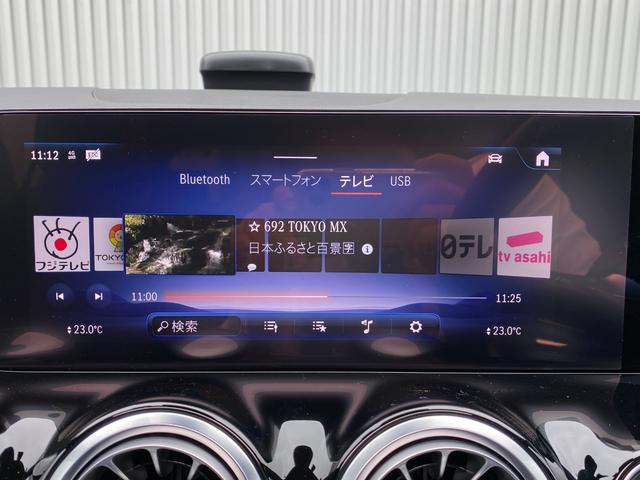 11:12 4G
Bluetooth スマートフォン テレビ USB
フジテレビ
TOKYO
☆ 692 TOKYO MX
日本ふるさと百景🈑
日テレ
tv asahi
11:00 11:25
23.0°C 検索 23.0°C